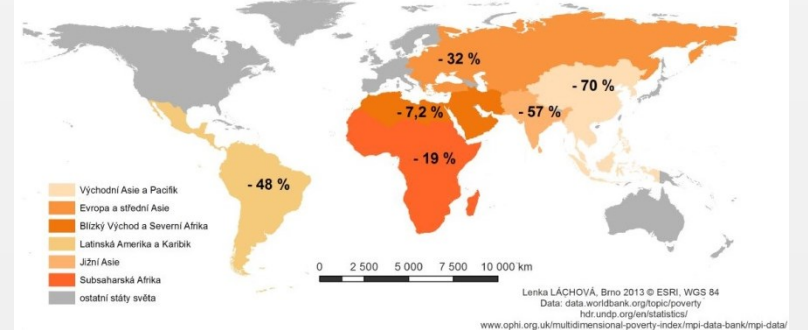 - 32 %
- 70 %
- 7,2 %
- 57 %
- 19 %
- 48 %
Východní Asie a Pacifik
Evropa a střední Asie
Blízký Východ a Severní Afrika
Latinská Amerika a Karibik
Jižní Asie
Subsaharská Afrika
ostatní státy světa
0 2 500 5 000 7 500 10 000 km
Lenka LÁCHOVÁ, Brno 2013 © ESRI, WGS 84
Data: data.worldbank.org/topic/poverty
hdr.undp.org/en/statistics/
www.ophi.org.uk/multidimensional-poverty-index/mpi-data-bank/mpi-data/